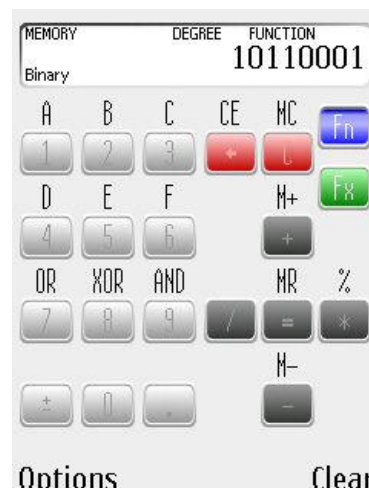 MEMORY DEGREE FUNCTION
10110001
Binary
A B C CE MC Fn
1 2 3 ← C
D E F M+ Fx
4 5 6 +
OR XOR AND MR %
7 8 9 / = *
M-
± 0 . -
Options Clear